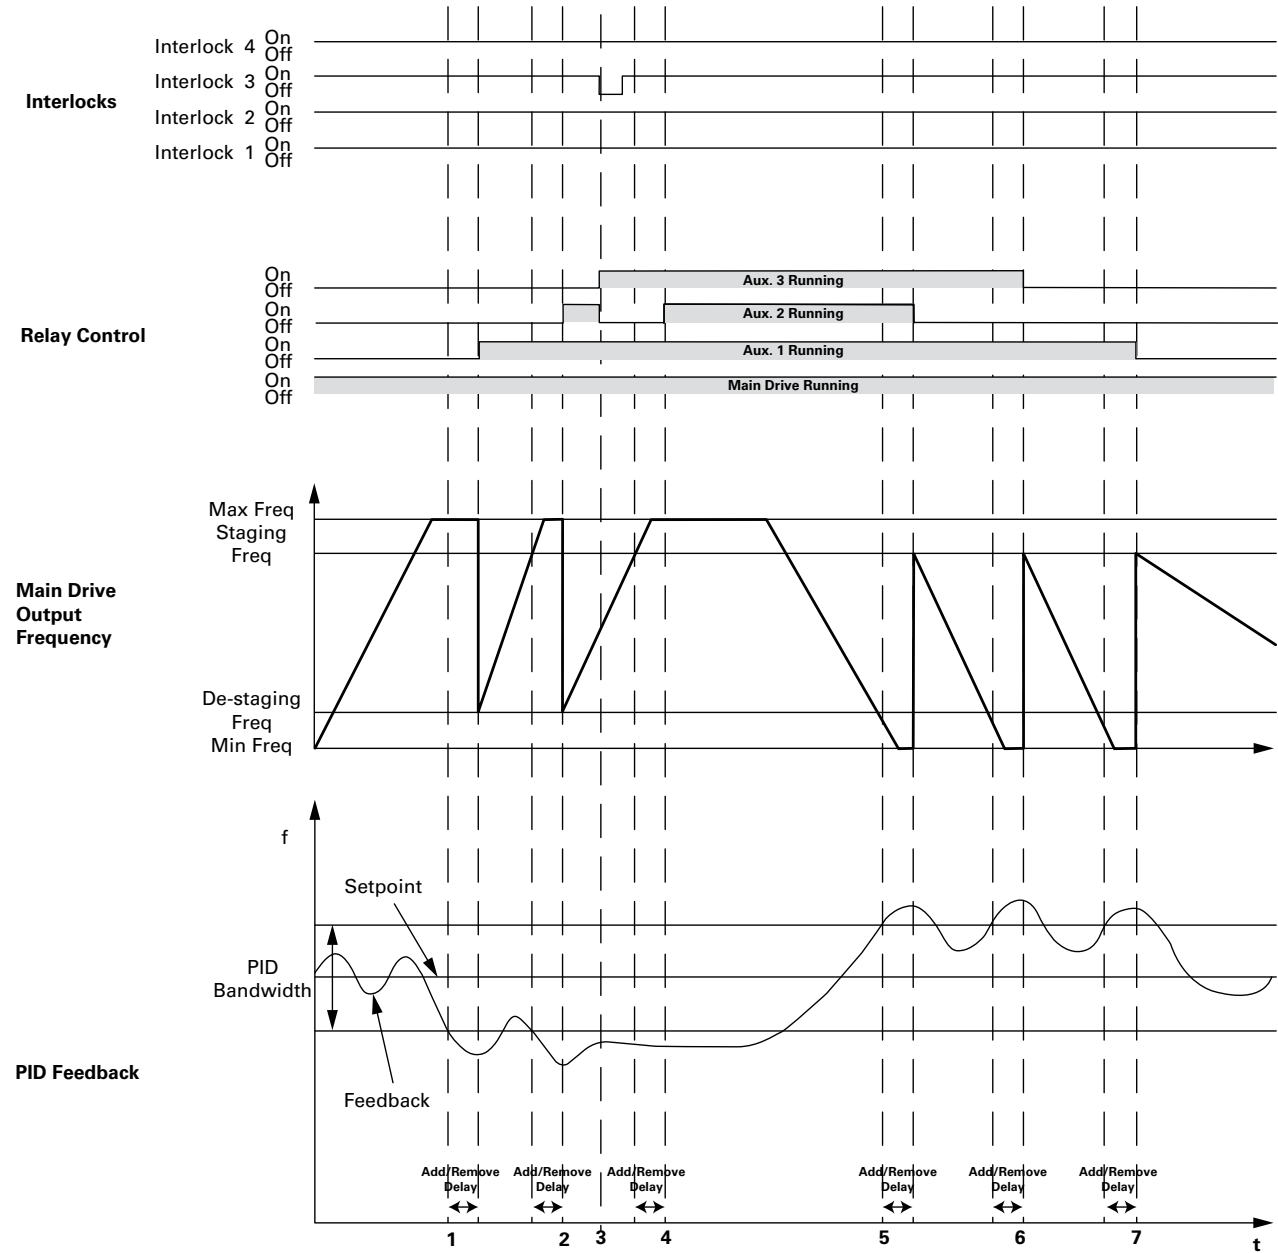 Interlocks
Interlock 4 On
Off
Interlock 3 On
Off
Interlock 2 On
Off
Interlock 1 On
Off
Relay Control
On
Off
Aux. 3 Running
On
Off
Aux. 2 Running
On
Off
Aux. 1 Running
On
Off
Main Drive Running
Main Drive
Output
Frequency
Max Freq
Staging
Freq
De-staging
Freq
Min Freq
f
Setpoint
PID
Bandwidth
PID Feedback
Feedback
Add/Remove
Delay
Add/Remove
Delay
Add/Remove
Delay
Add/Remove
Delay
Add/Remove
Delay
Add/Remove
Delay
1 2 3 4 5 6 7 t